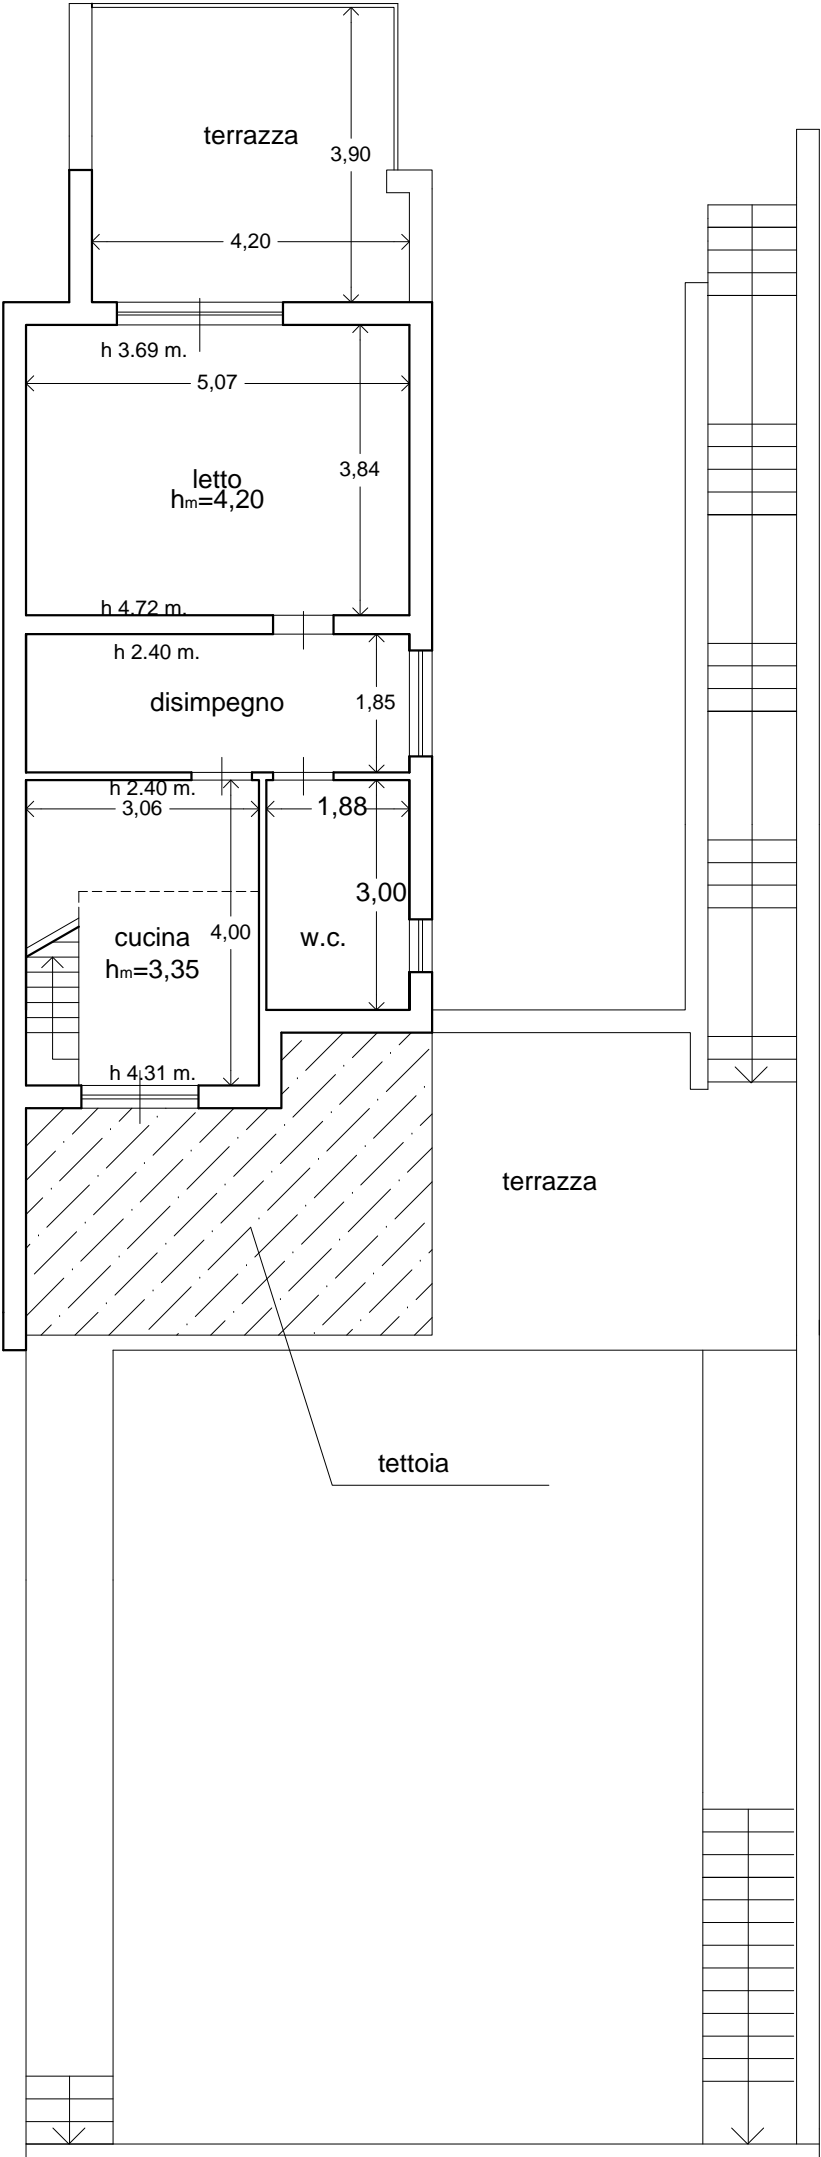 terrazza
3,90
4,20
h 3.69 m.
5,07
3,84
letto
hm=4,20
h 4.72 m.
h 2.40 m.
disimpegno
1,85
h 2.40 m.
3,06
1,88
3,00
cucina
4,00
w.c.
hm=3,35
h 4.31 m.
terrazza
tettoia